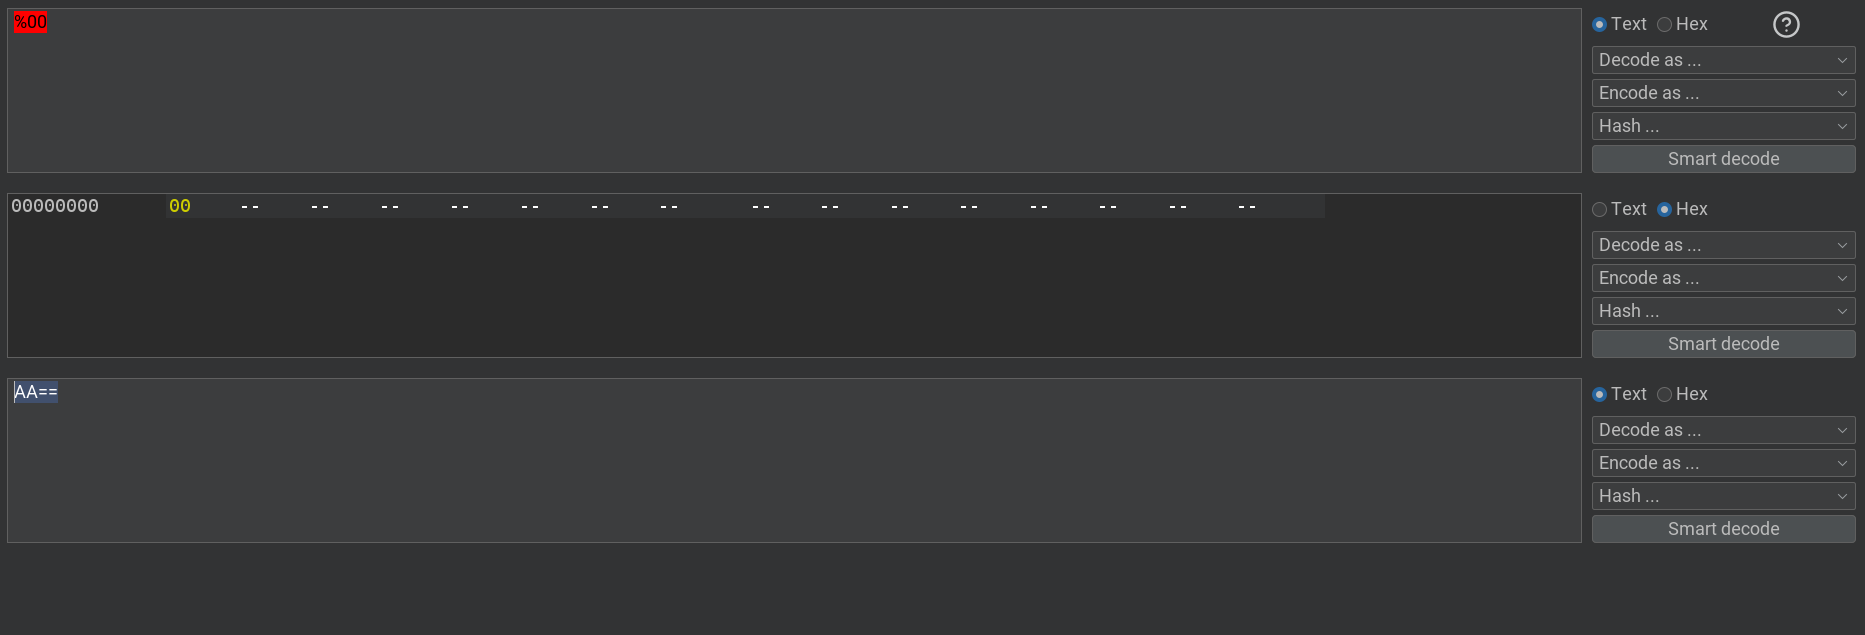 %00
Text Hex ?
Decode as ...
Encode as ...
Hash ...
Smart decode
00000000 00 -- -- -- -- -- -- -- -- -- -- -- -- -- -- --
Text Hex
Decode as ...
Encode as ...
Hash ...
Smart decode
AA==
Text Hex
Decode as ...
Encode as ...
Hash ...
Smart decode